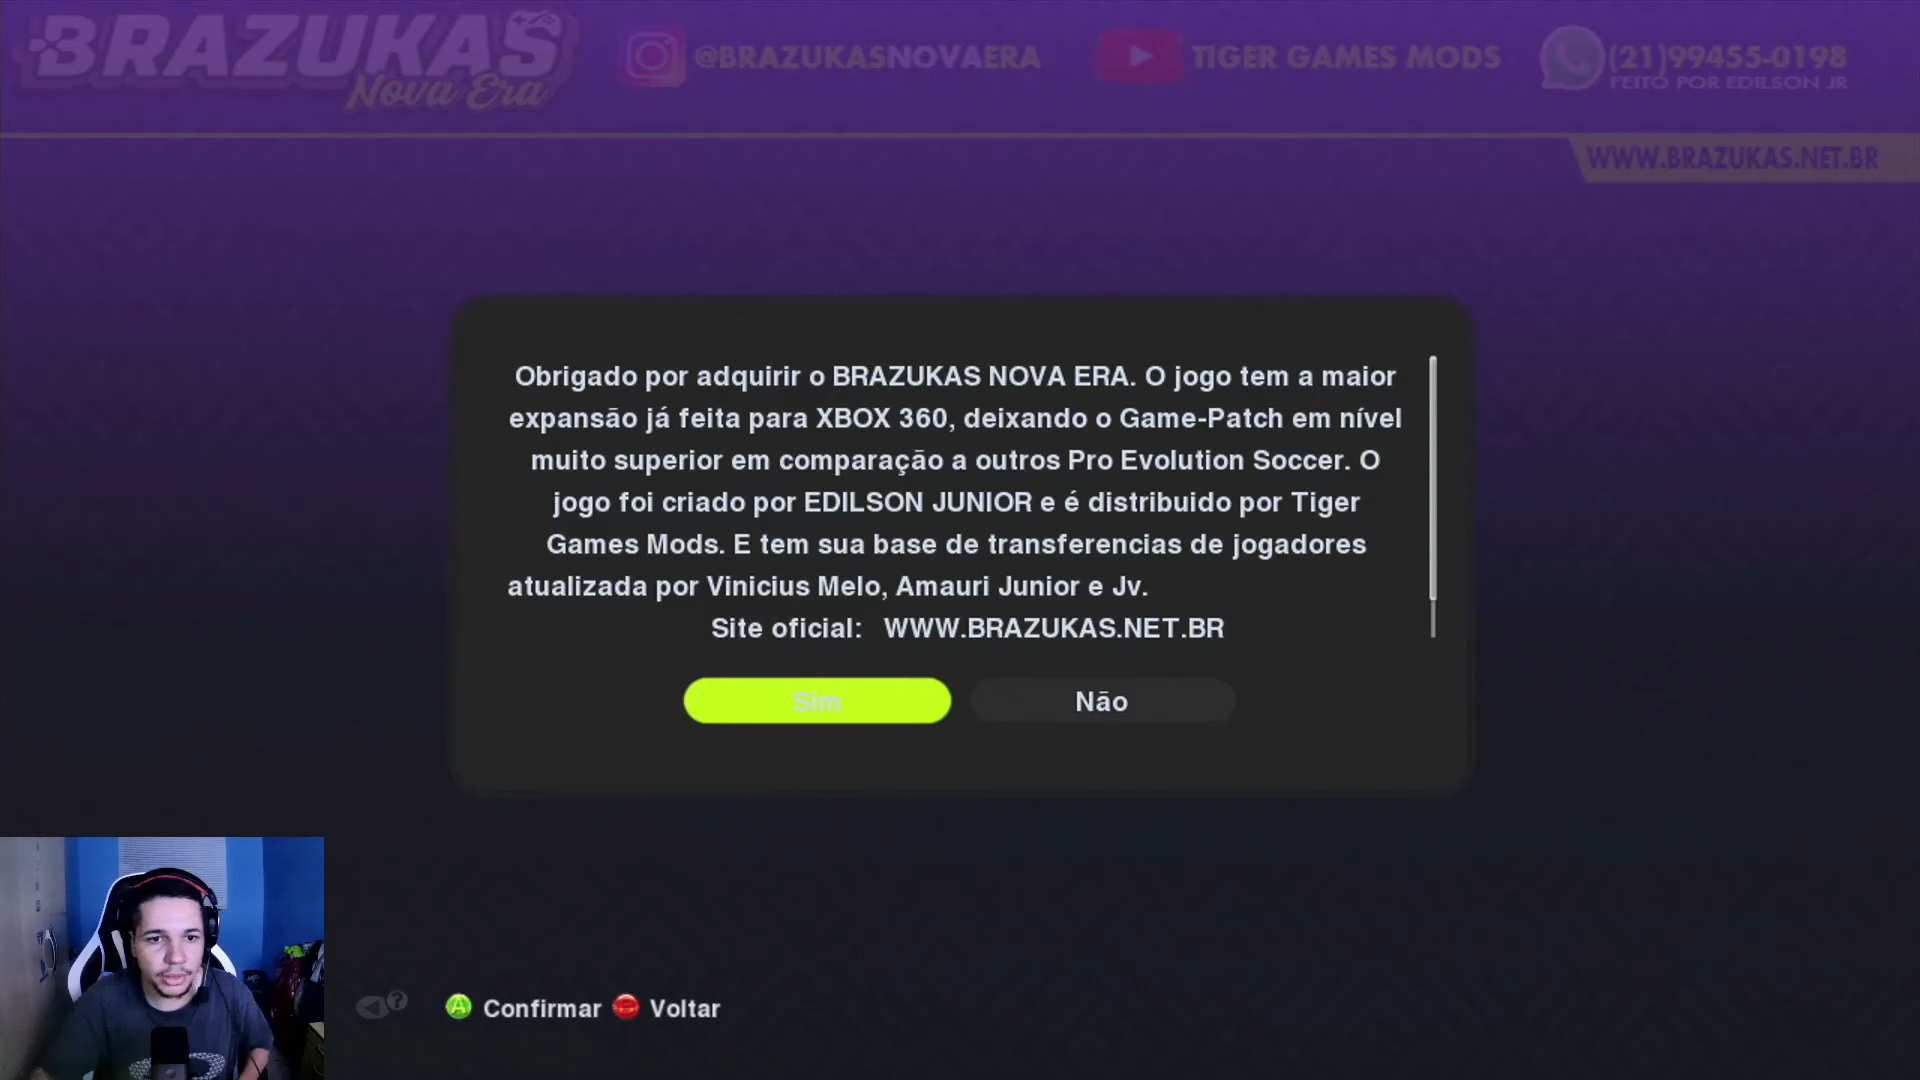 BRAZUKAS
Nova Era
@BRAZUKASNOVAERA
TIGER GAMES MODS
(21)99455-0198
FEITO POR EDILSON JR
WWW.BRAZUKAS.NET.BR
Obrigado por adquirir o BRAZUKAS NOVA ERA. O jogo tem a maior
expansão já feita para XBOX 360, deixando o Game-Patch em nível
muito superior em comparação a outros Pro Evolution Soccer. O
jogo foi criado por EDILSON JUNIOR e é distribuido por Tiger
Games Mods. E tem sua base de transferencias de jogadores
atualizada por Vinicius Melo, Amauri Junior e Jv.
Site oficial: WWW.BRAZUKAS.NET.BR
Sim Não
? A Confirmar Voltar